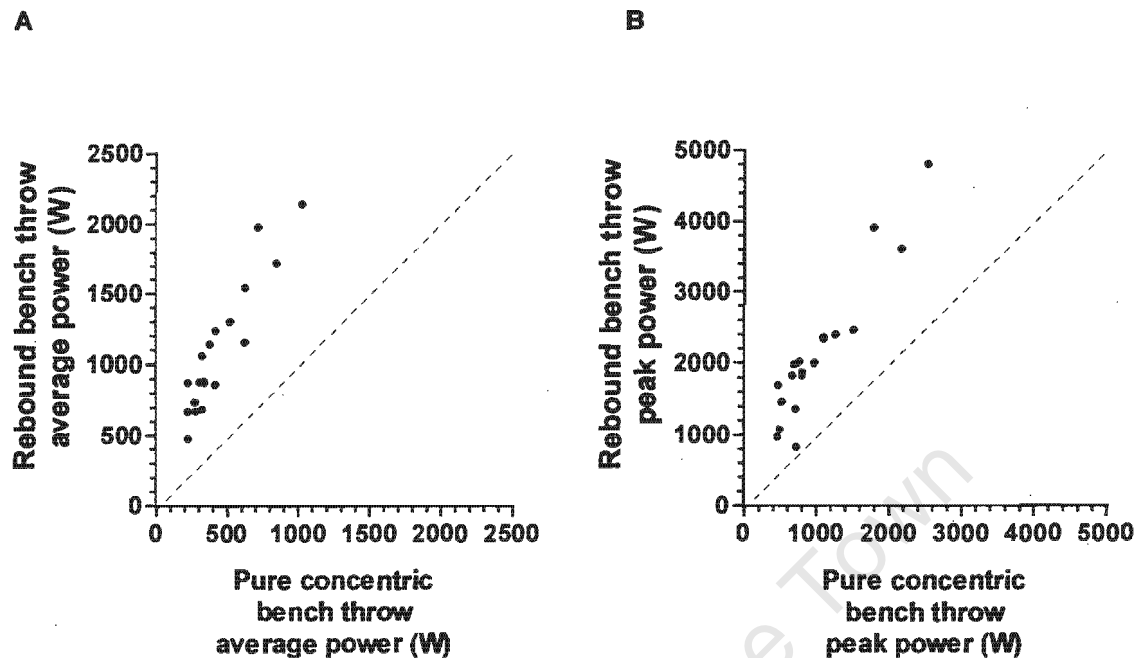 A
B
Rebound bench throw
average power (W)
2500
2000
1500
1000
500
0
0 500 1000 1500 2000 2500
Pure concentric
bench throw
average power (W)
Rebound bench throw
peak power (W)
5000
4000
3000
2000
1000
0
0 1000 2000 3000 4000 5000
Pure concentric
bench throw
peak power (W)
e Town